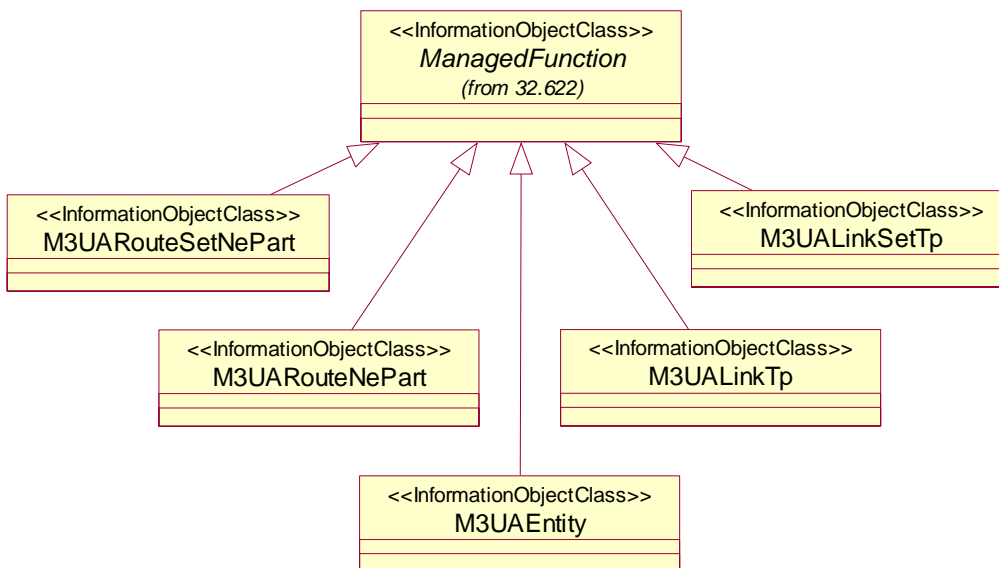 <<InformationObjectClass>>
ManagedFunction
(from 32.622)
<<InformationObjectClass>>
M3UARouteSetNePart
<<InformationObjectClass>>
M3UALinkSetTp
<<InformationObjectClass>>
M3UARouteNePart
<<InformationObjectClass>>
M3UALinkTp
<<InformationObjectClass>>
M3UAEntity